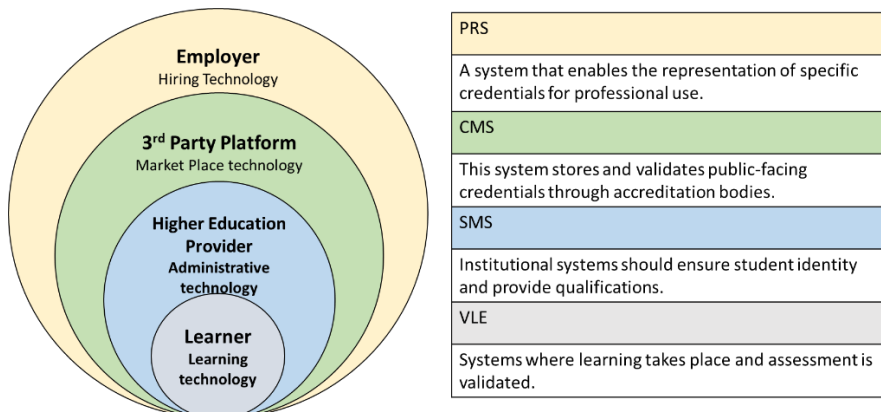 Employer
Hiring Technology
3rd Party Platform
Market Place technology
Higher Education
Provider
Administrative
technology
Learner
Learning
technology
PRS
A system that enables the representation of specific
credentials for professional use.
CMS
This system stores and validates public-facing
credentials through accreditation bodies.
SMS
Institutional systems should ensure student identity
and provide qualifications.
VLE
Systems where learning takes place and assessment is
validated.